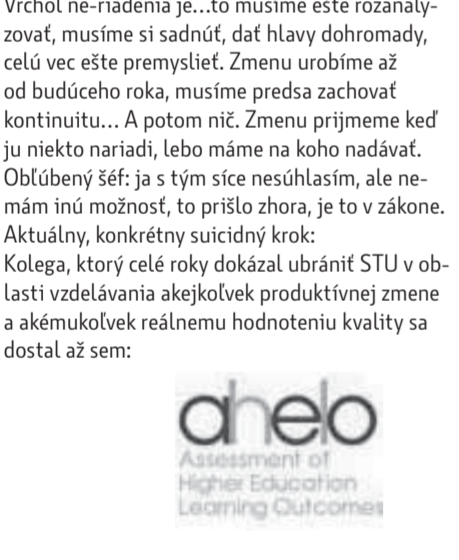 Vrchol ne-riadenia je...to musíme ešte rozanaly-
zovať, musíme si sadnúť, dať hlavy dohromady,
celú vec ešte premyslieť. Zmenu urobíme až
od budúceho roka, musíme predsa zachovať
kontinuitu... A potom nič. Zmenu prijmeme keď
ju niekto nariadi, lebo máme na koho nadávať.
Obľúbený šéf: ja s tým síce nesúhlasím, ale ne-
mám inú možnosť, to prišlo zhora, je to v zákone.
Aktuálny, konkrétny suicidný krok:
Kolega, ktorý celé roky dokázal ubrániť STU v ob-
lasti vzdelávania akejkoľvek produktívnej zmene
a akémukoľvek reálnemu hodnoteniu kvality sa
dostal až sem:
ahelo
Assessment of
Higher Education
Learning Outcomes